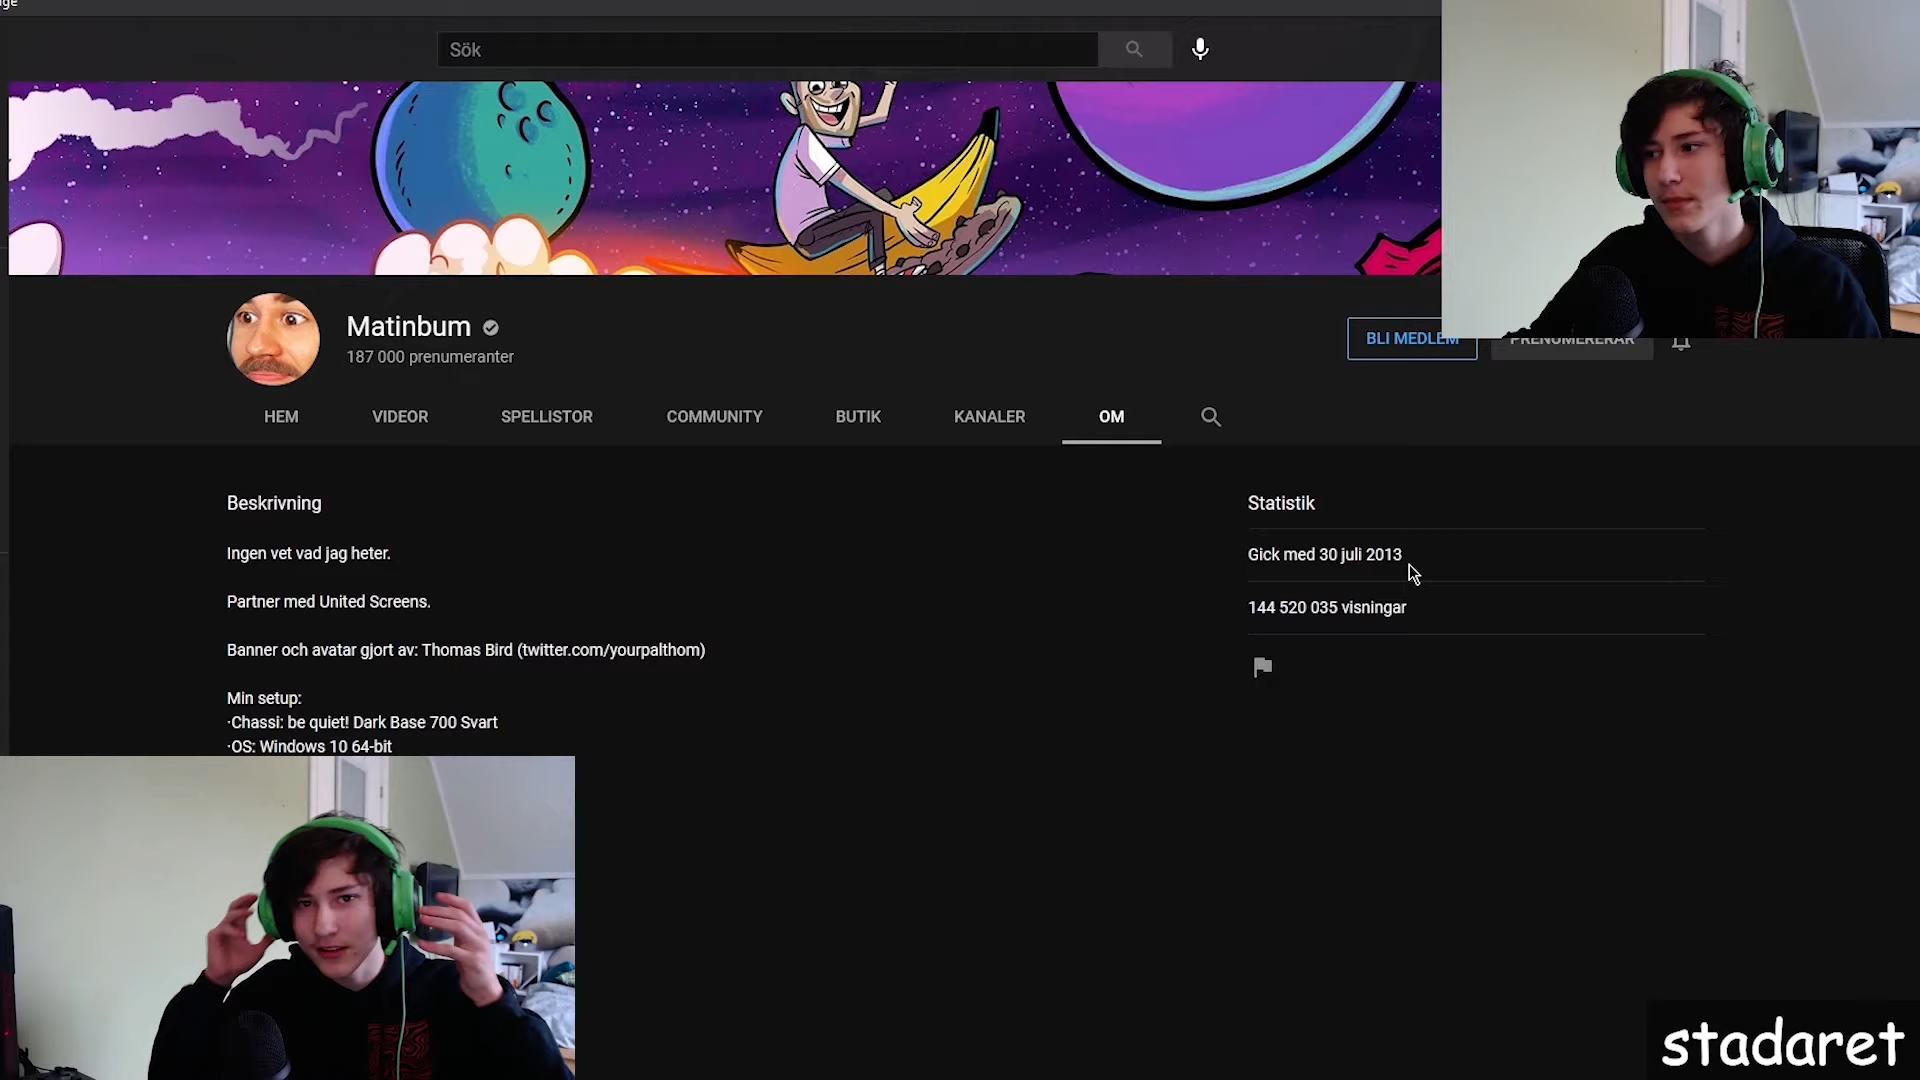 Sök
Matinbum
187 000 prenumeranter
BLI MEDLEM
PRENUMERERAR
HEM
VIDEOR
SPELLISTOR
COMMUNITY
BUTIK
KANALER
OM
Beskrivning
Ingen vet vad jag heter.
Partner med United Screens.
Banner och avatar gjort av: Thomas Bird (twitter.com/yourpalthom)
Min setup:
·Chassi: be quiet! Dark Base 700 Svart
·OS: Windows 10 64-bit
Statistik
Gick med 30 juli 2013
144 520 035 visningar
stadaret